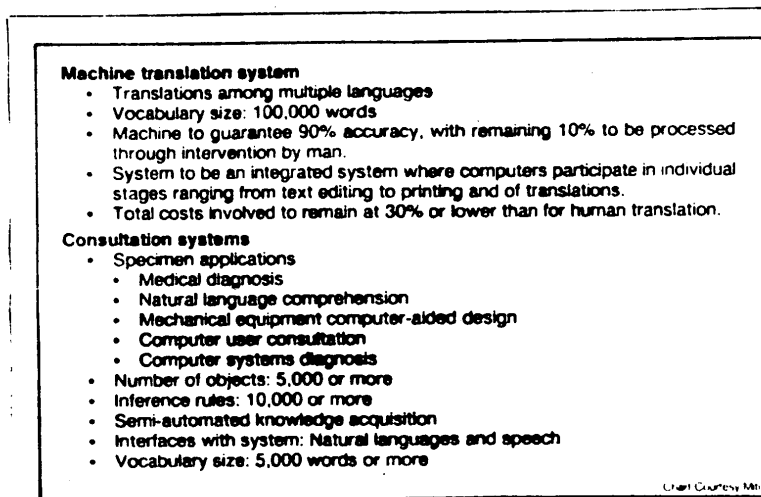 Machine translation system
• Translations among multiple languages
• Vocabulary size: 100,000 words
• Machine to guarantee 90% accuracy, with remaining 10% to be processed
through intervention by man.
• System to be an integrated system where computers participate in individual
stages ranging from text editing to printing and of translations.
• Total costs involved to remain at 30% or lower than for human translation.
Consultation systems
• Specimen applications
• Medical diagnosis
• Natural language comprehension
• Mechanical equipment computer-aided design
• Computer user consultation
• Computer systems diagnosis
• Number of objects: 5,000 or more
• Inference rules: 10,000 or more
• Semi-automated knowledge acquisition
• Interfaces with system: Natural languages and speech
• Vocabulary size: 5,000 words or more
Chart Courtesy